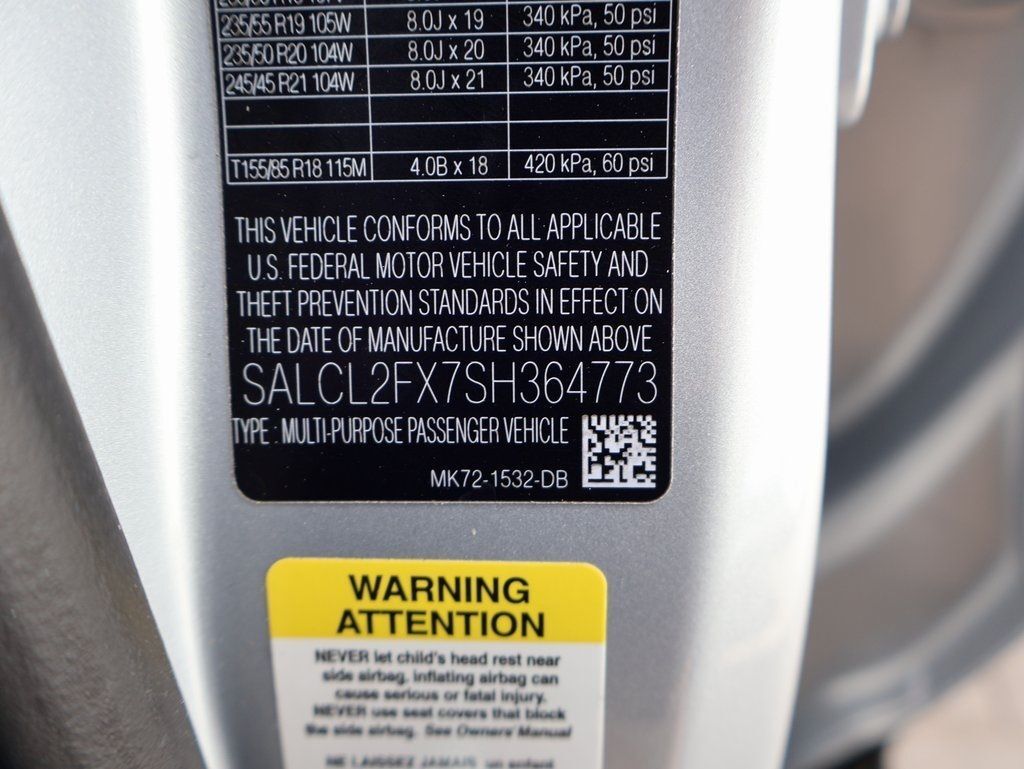 235/55 R19 105W 8.0J x 19 340 kPa, 50 psi
235/50 R20 104W 8.0J x 20 340 kPa, 50 psi
245/45 R21 104W 8.0J x 21 340 kPa, 50 psi
T155/85 R18 115M 4.0B x 18 420 kPa, 60 psi
THIS VEHICLE CONFORMS TO ALL APPLICABLE
U.S. FEDERAL MOTOR VEHICLE SAFETY AND
THEFT PREVENTION STANDARDS IN EFFECT ON
THE DATE OF MANUFACTURE SHOWN ABOVE
SALCL2FX7SH364773
TYPE : MULTI-PURPOSE PASSENGER VEHICLE
MK72-1532-DB
WARNING
ATTENTION
NEVER let child's head rest near
side airbag, inflating airbag can
cause serious or fatal injury.
NEVER use seat covers that block
the side airbag. See Owners' Manual
NE LAISSEZ JAMAIS un enfant